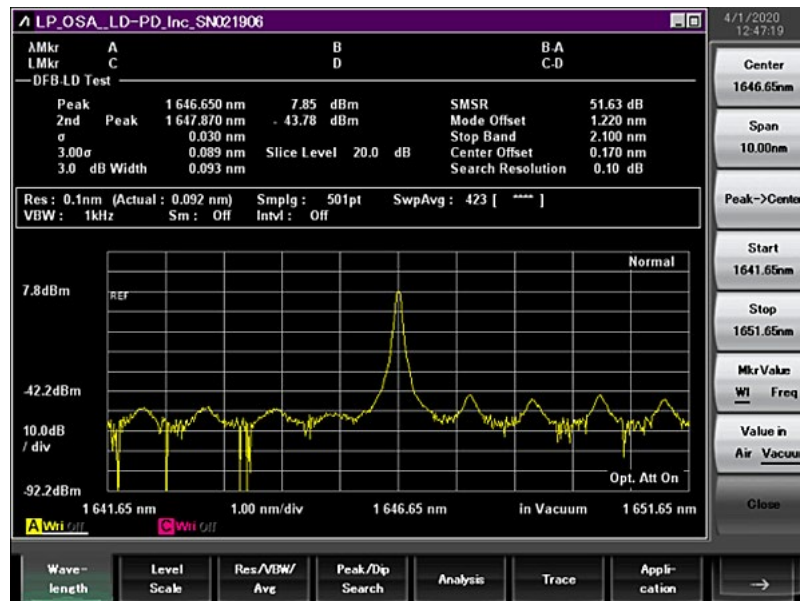 LP_OSA__LD-PD_Inc_SN021906
4/1/2020
12:47:19
λMkr A B B-A
LMkr C D C-D
DFB-LD Test
Peak 1 646.650 nm 7.85 dBm SMSR 51.63 dB
2nd Peak 1 647.870 nm - 43.78 dBm Mode Offset 1.220 nm
σ 0.030 nm Stop Band 2.100 nm
3.00σ 0.089 nm Slice Level 20.0 dB Center Offset 0.170 nm
3.0 dB Width 0.093 nm Search Resolution 0.10 dB
Res : 0.1nm (Actual : 0.092 nm) Smplg : 501pt SwpAvg : 423 [ **** ]
VBW : 1kHz Sm : Off Intvl : Off
Normal
7.8dBm
REF
-42.2dBm
10.0dB
/ div
Opt. Att On
-92.2dBm
1 641.65 nm 1.00 nm/div 1 646.65 nm in Vacuum 1 651.65 nm
A Wri Off C Wri Off
Center
1646.65nm
Span
10.00nm
Peak->Center
Start
1641.65nm
Stop
1651.65nm
Mkr Value
Wl Freq
Value in
Air Vacuum
Close
Wave-
length
Level
Scale
Res/VBW/
Avg
Peak/Dip
Search
Analysis
Trace
Appli-
cation
→